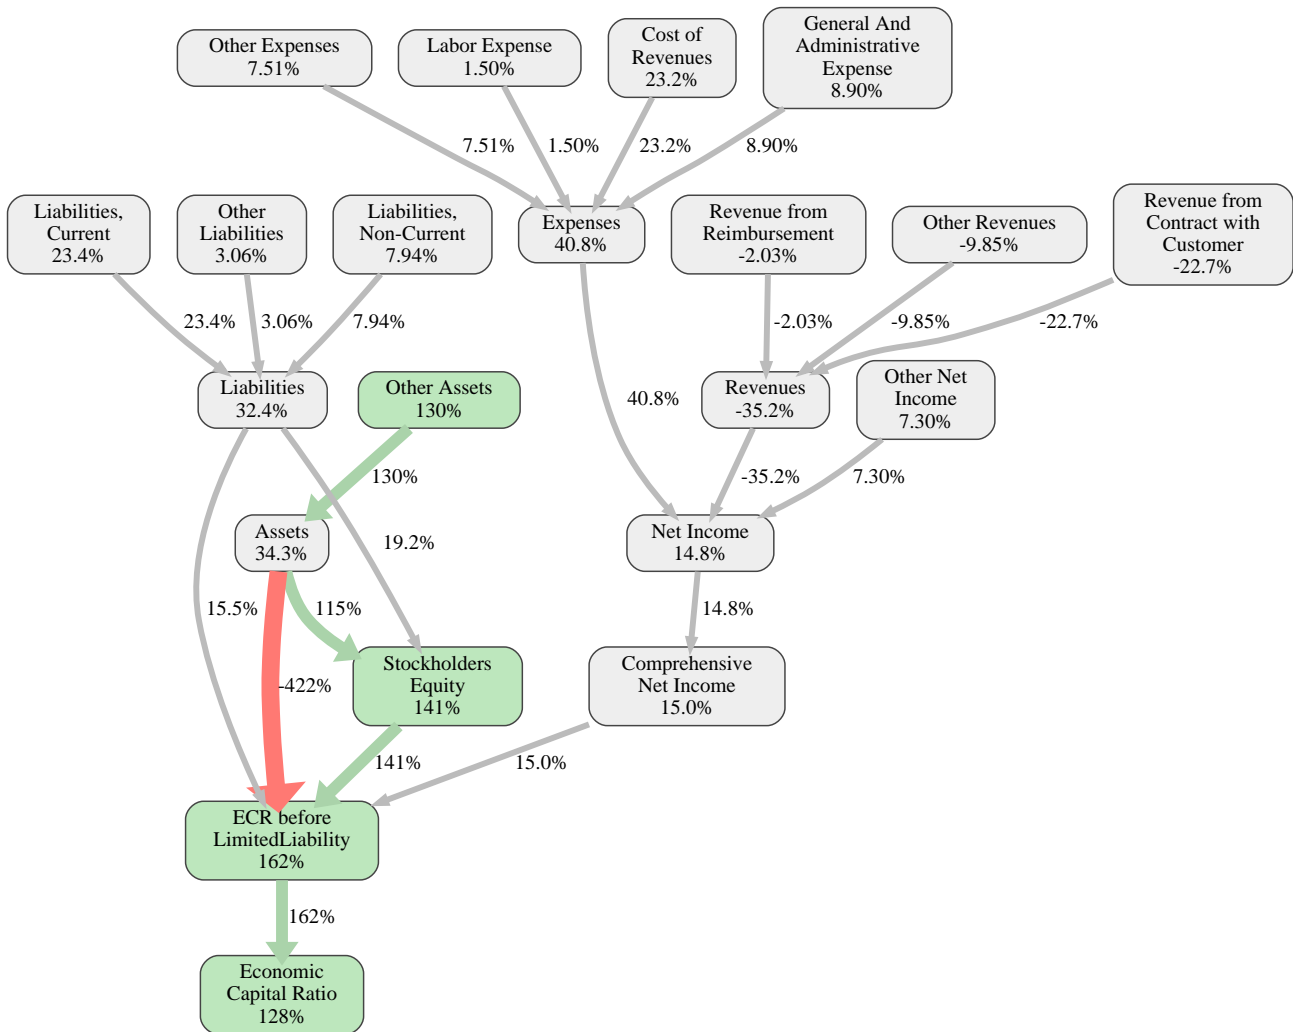 Other Expenses
7.51%
Labor Expense
1.50%
Cost of
Revenues
23.2%
General And
Administrative
Expense
8.90%
7.51%
1.50%
23.2%
8.90%
Liabilities,
Current
23.4%
Other
Liabilities
3.06%
Liabilities,
Non-Current
7.94%
Expenses
40.8%
Revenue from
Reimbursement
-2.03%
Other Revenues
-9.85%
Revenue from
Contract with
Customer
-22.7%
23.4%
3.06%
7.94%
-2.03%
-9.85%
-22.7%
Liabilities
32.4%
Other Assets
130%
40.8%
Revenues
-35.2%
Other Net
Income
7.30%
130%
-35.2%
7.30%
Assets
34.3%
19.2%
Net Income
14.8%
15.5%
115%
14.8%
-422%
Stockholders
Equity
141%
Comprehensive
Net Income
15.0%
141%
15.0%
ECR before
LimitedLiability
162%
162%
Economic
Capital Ratio
128%